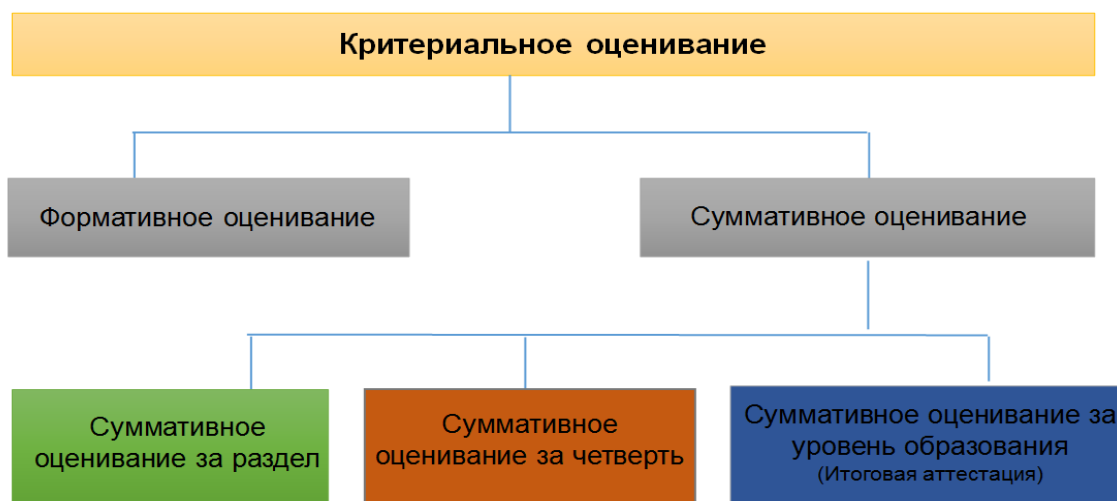 Критериальное оценивание
Формативное оценивание
Суммативное оценивание
Суммативное
оценивание за раздел
Суммативное
оценивание за четверть
Суммативное оценивание за
уровень образования
(Итоговая аттестация)